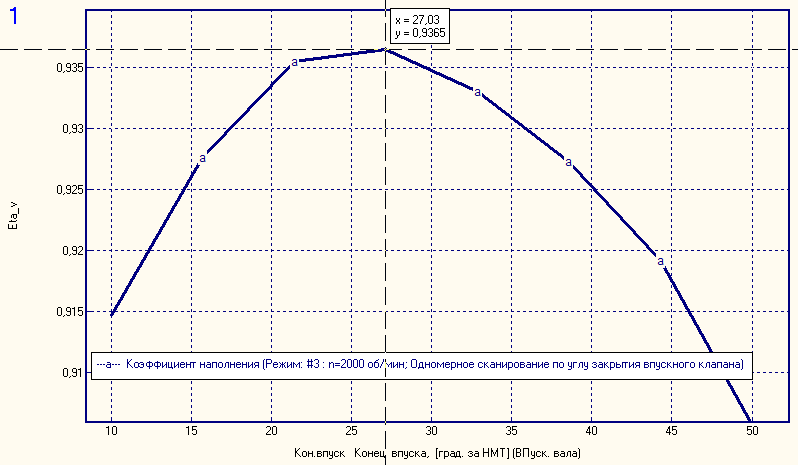 1
x = 27,03
y = 0,9365
0,935
0,93
0,925
0,92
0,915
0,91
Eta_v
a
a
a
a
a
---a--- Коэффициент наполнения (Режим: #3 : n=2000 об/мин; Одномерное сканирование по углу закрытия впускного клапана)
10 15 20 25 30 35 40 45 50
Кон.впуск Конец впуска, [град. за НМТ] (ВПуск. вала)